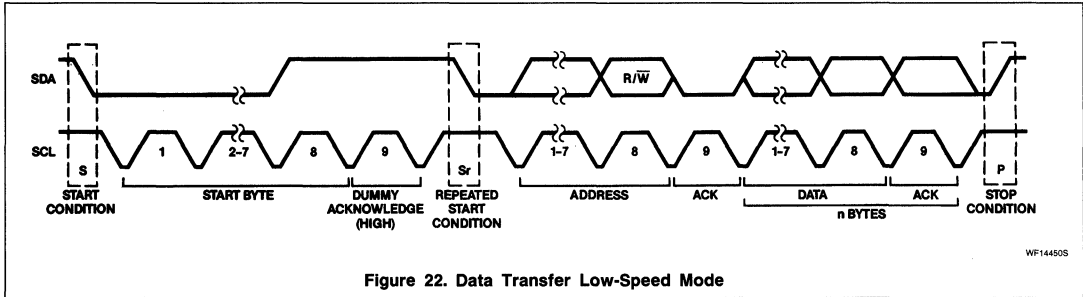 SDA
R/W̅
SCL
1
2–7
8
9
1–7
8
9
1–7
8
9
S
Sr
P
START BYTE
ADDRESS
ACK
DATA
ACK
START
CONDITION
DUMMY
ACKNOWLEDGE
(HIGH)
REPEATED
START
CONDITION
n BYTES
STOP
CONDITION
WF14450S
Figure 22. Data Transfer Low-Speed Mode